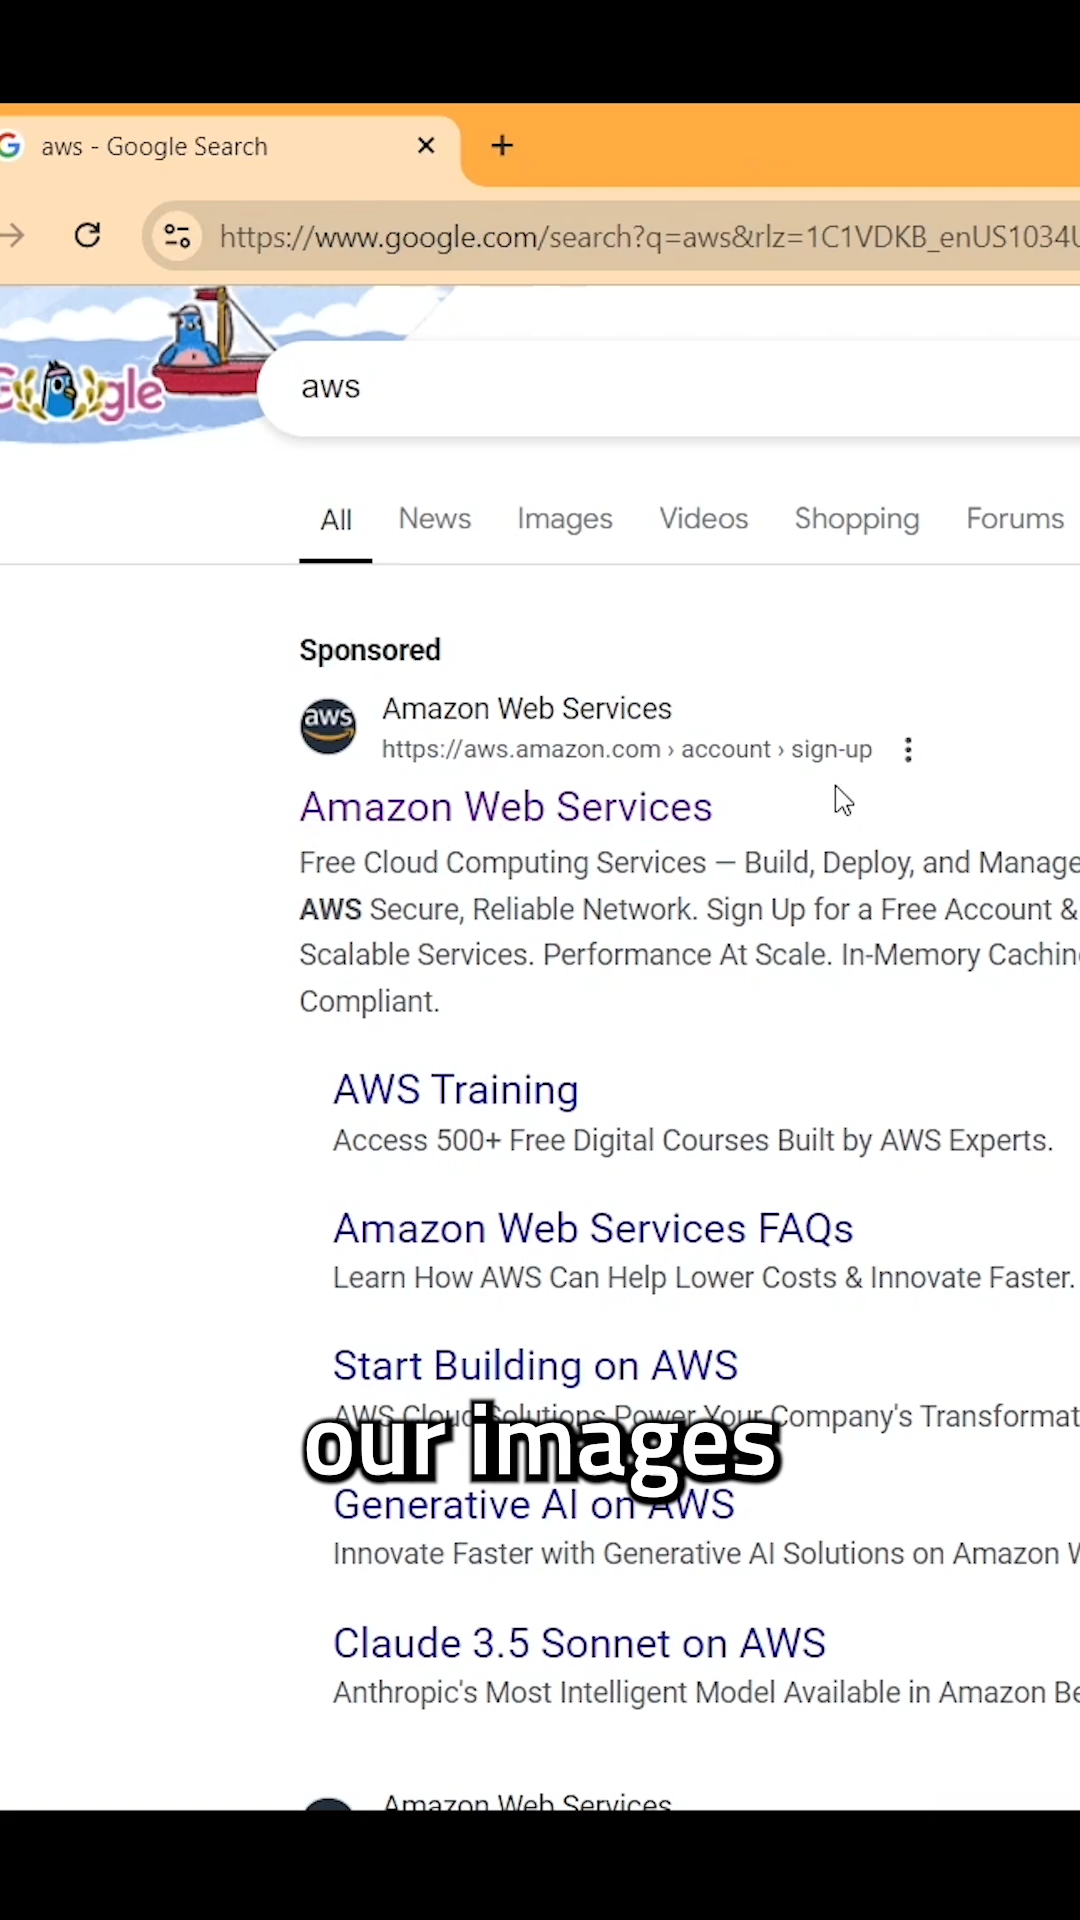 aws - Google Search
https://www.google.com/search?q=aws&rlz=1C1VDKB_enUS1034U
Google
aws
All News Images Videos Shopping Forums
Sponsored
aws
Amazon Web Services
https://aws.amazon.com › account › sign-up
Amazon Web Services
Free Cloud Computing Services — Build, Deploy, and Manage
AWS Secure, Reliable Network. Sign Up for a Free Account &
Scalable Services. Performance At Scale. In-Memory Cachin
Compliant.
AWS Training
Access 500+ Free Digital Courses Built by AWS Experts.
Amazon Web Services FAQs
Learn How AWS Can Help Lower Costs & Innovate Faster.
Start Building on AWS
AWS Cloud Solutions Power Your Company's Transformat
our images
Generative AI on AWS
Innovate Faster with Generative AI Solutions on Amazon W
Claude 3.5 Sonnet on AWS
Anthropic's Most Intelligent Model Available in Amazon Be
Amazon Web Services